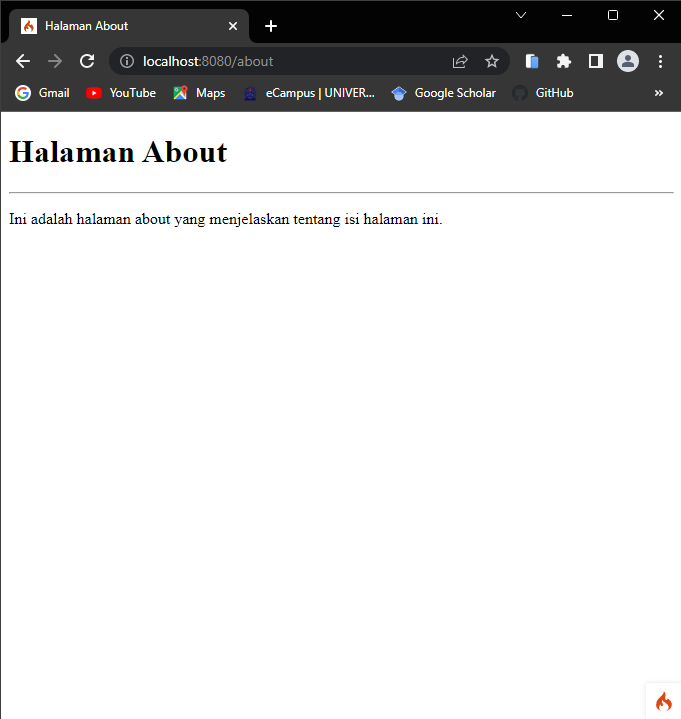 Halaman About
localhost:8080/about
Gmail YouTube Maps eCampus | UNIVER... Google Scholar GitHub
Halaman About
Ini adalah halaman about yang menjelaskan tentang isi halaman ini.